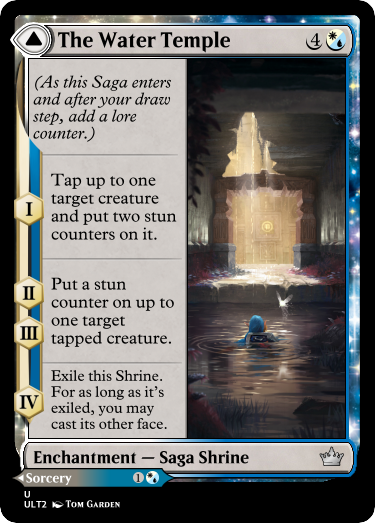 The Water Temple 4
(As this Saga enters
and after your draw
step, add a lore
counter.)
I
Tap up to one
target creature
and put two stun
counters on it.
II
III
Put a stun
counter on up to
one target
tapped creature.
IV
Exile this Shrine.
For as long as it's
exiled, you may
cast its other face.
Enchantment — Saga Shrine
Sorcery 1
U
ULT2 Tom Garden